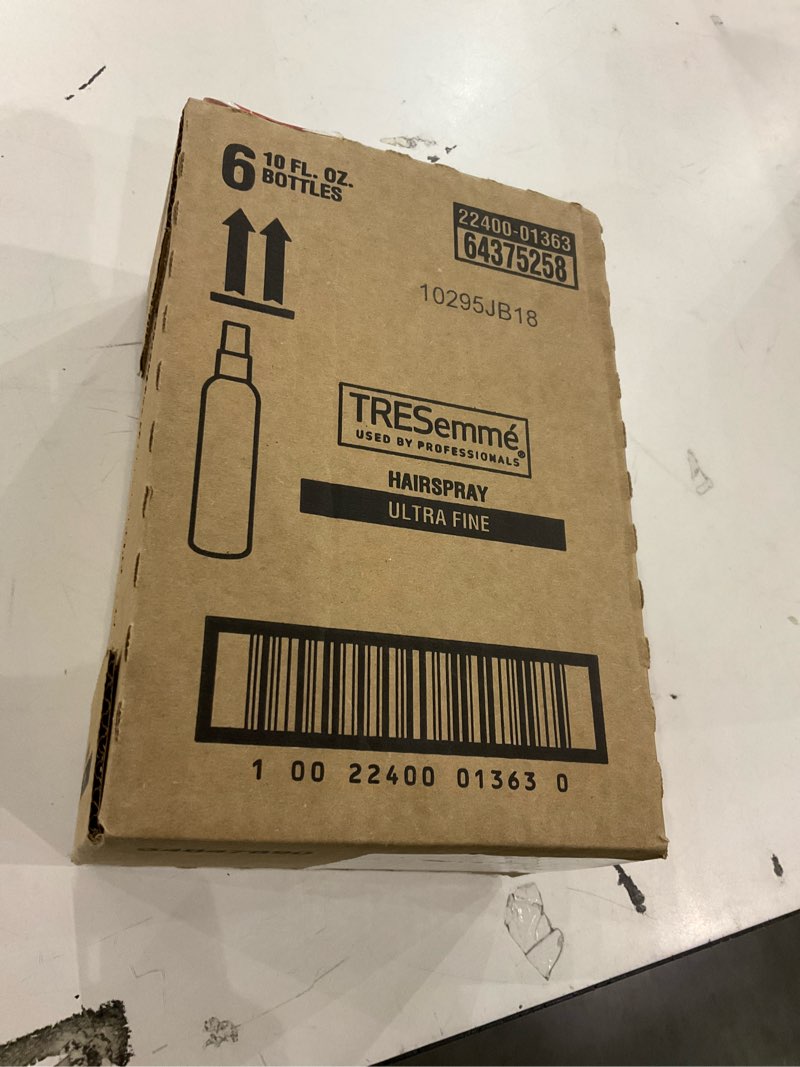 6 10 FL. OZ.
BOTTLES
22400-01363
64375258
10295JB18
TRESemmé
USED BY PROFESSIONALS®
HAIRSPRAY
ULTRA FINE
1 00 22400 01363 0